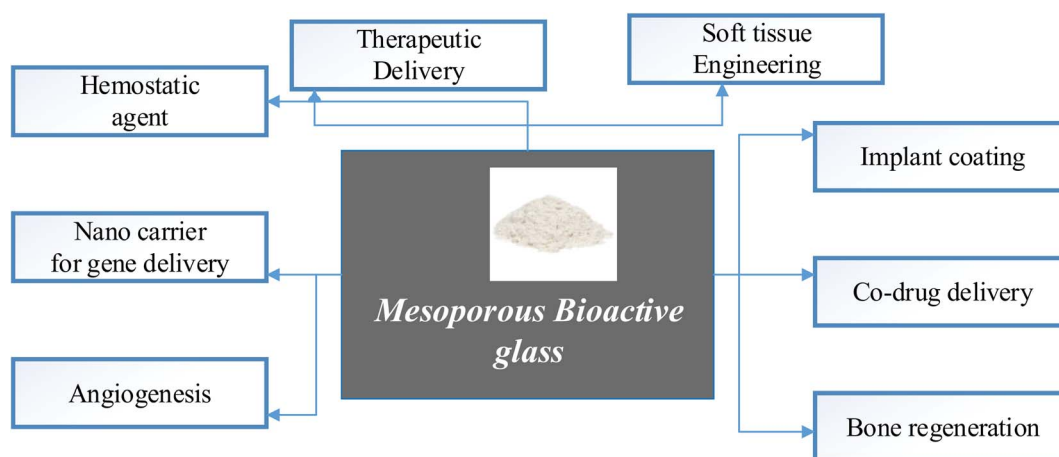 Therapeutic
Delivery
Soft tissue
Engineering
Hemostatic
agent
Implant coating
Nano carrier
for gene delivery
Mesoporous Bioactive
glass
Co-drug delivery
Angiogenesis
Bone regeneration